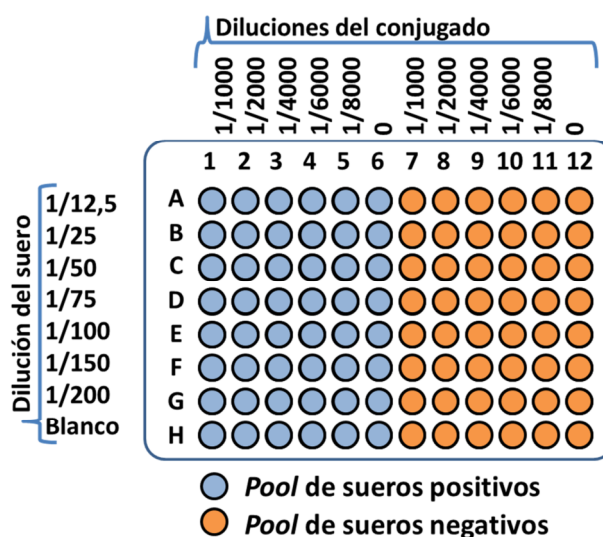 Diluciones del conjugado
1/1000 1/2000 1/4000 1/6000 1/8000 0 1/1000 1/2000 1/4000 1/6000 1/8000 0
1 2 3 4 5 6 7 8 9 10 11 12
Dilución del suero
1/12,5
1/25
1/50
1/75
1/100
1/150
1/200
Blanco
A
B
C
D
E
F
G
H
Pool de sueros positivos
Pool de sueros negativos